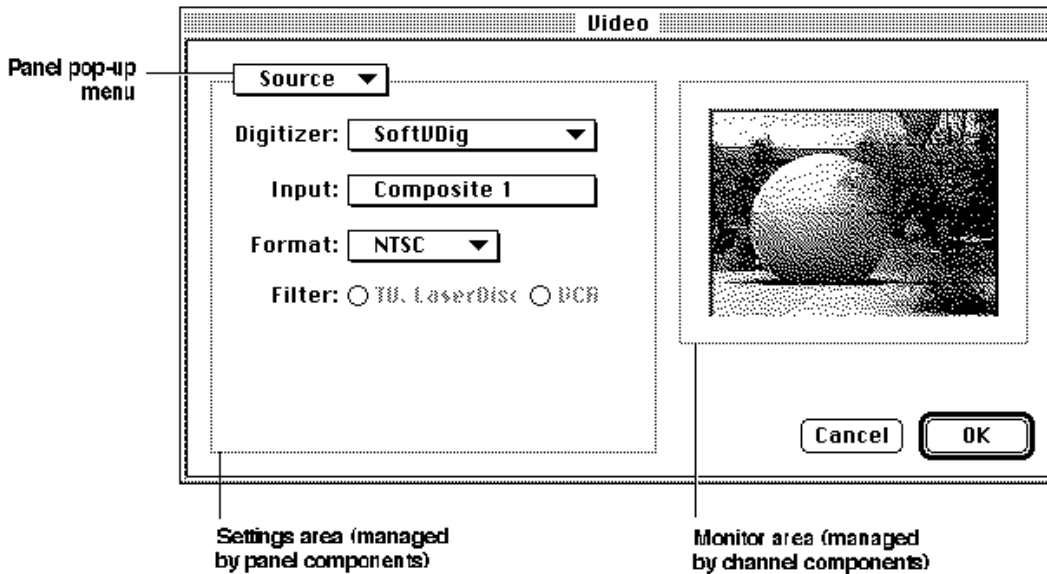 Video
Panel pop-up
menu
Source
Digitizer: SoftVDig
Input: Composite 1
Format: NTSC
Filter: TV, LaserDisc VCR
Cancel OK
Settings area (managed
by panel components)
Monitor area (managed
by channel components)